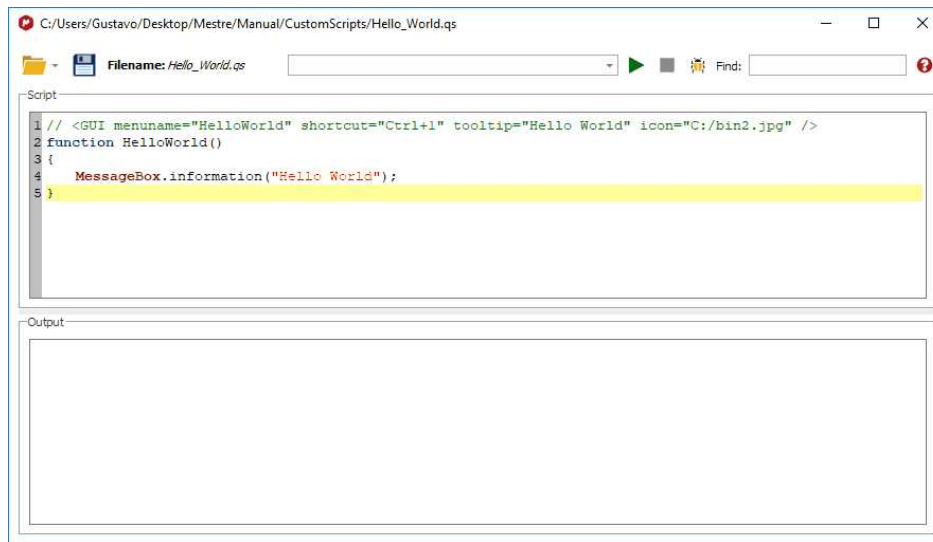 C:/Users/Gustavo/Desktop/Mestre/Manual/CustomScripts/Hello_World.qs
Filename: Hello_World.qs
Find:
Script
1 // <GUI menuname="HelloWorld" shortcut="Ctrl+1" tooltip="Hello World" icon="C:/bin2.jpg" />
2 function HelloWorld()
3 {
4     MessageBox.information("Hello World");
5 }
Output